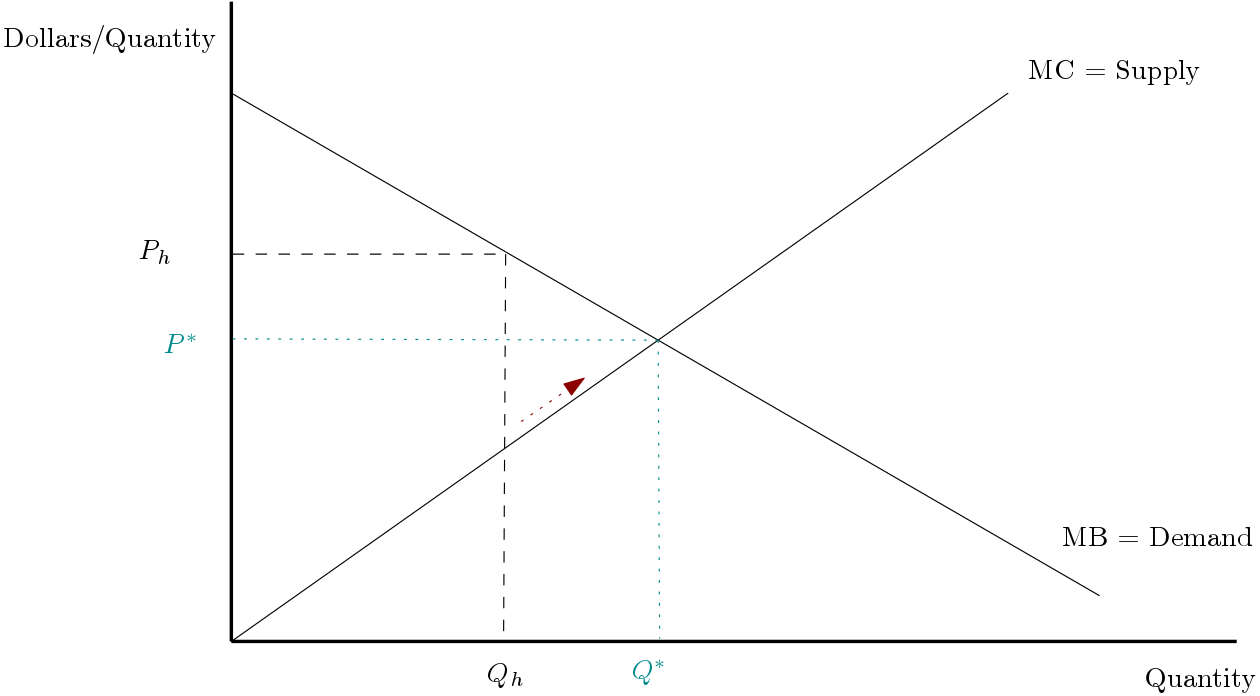 Dollars/Quantity
MC = Supply
P_h
P*
MB = Demand
Q_h
Q*
Quantity